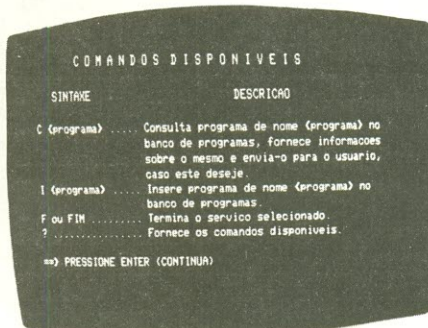 COMANDOS DISPONIVEIS
SINTAXE DESCRICAO
C (programa) ..... Consulta programa de nome (programa) no
banco de programas, fornece informacoes
sobre o mesmo e envia-o para o usuario,
caso este deseje.
I (programa) ..... Insere programa de nome (programa) no
banco de programas.
F ou FIM ......... Termina o servico selecionado.
? ................ Fornece os comandos disponiveis.
==) PRESSIONE ENTER (CONTINUA)